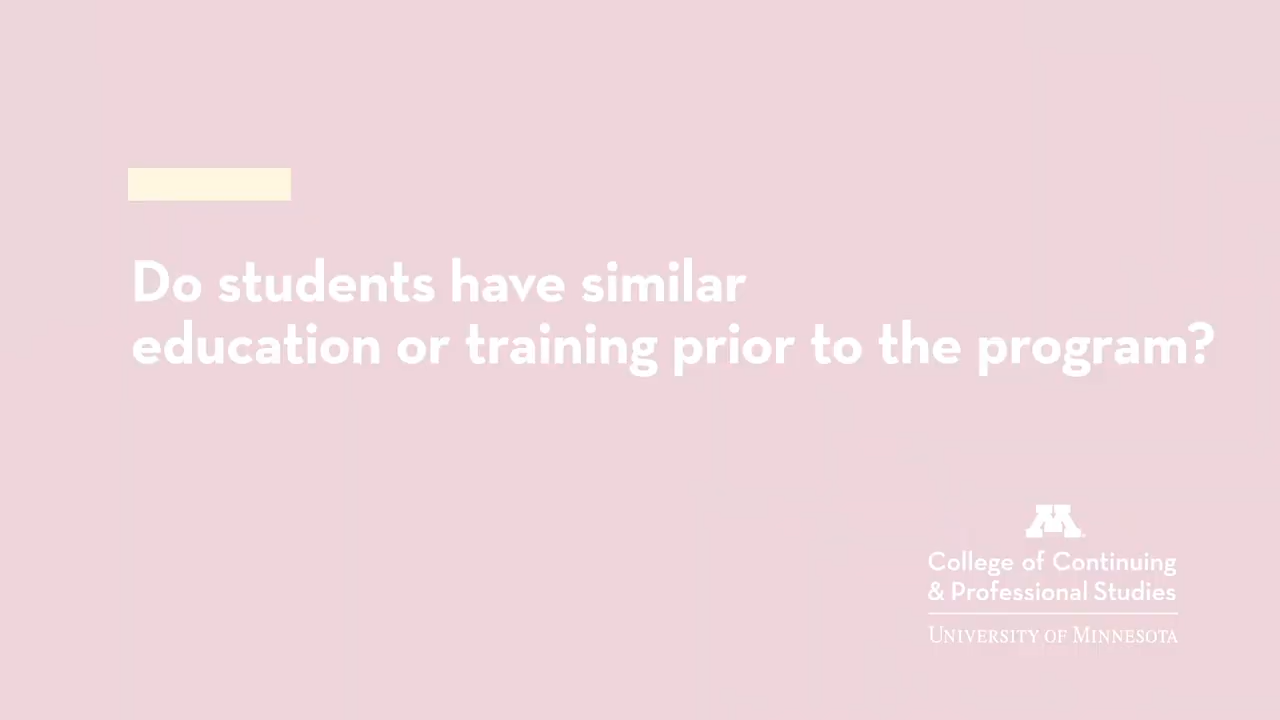 Do students have similar
education or training prior to the program?
M
College of Continuing
& Professional Studies
UNIVERSITY OF MINNESOTA